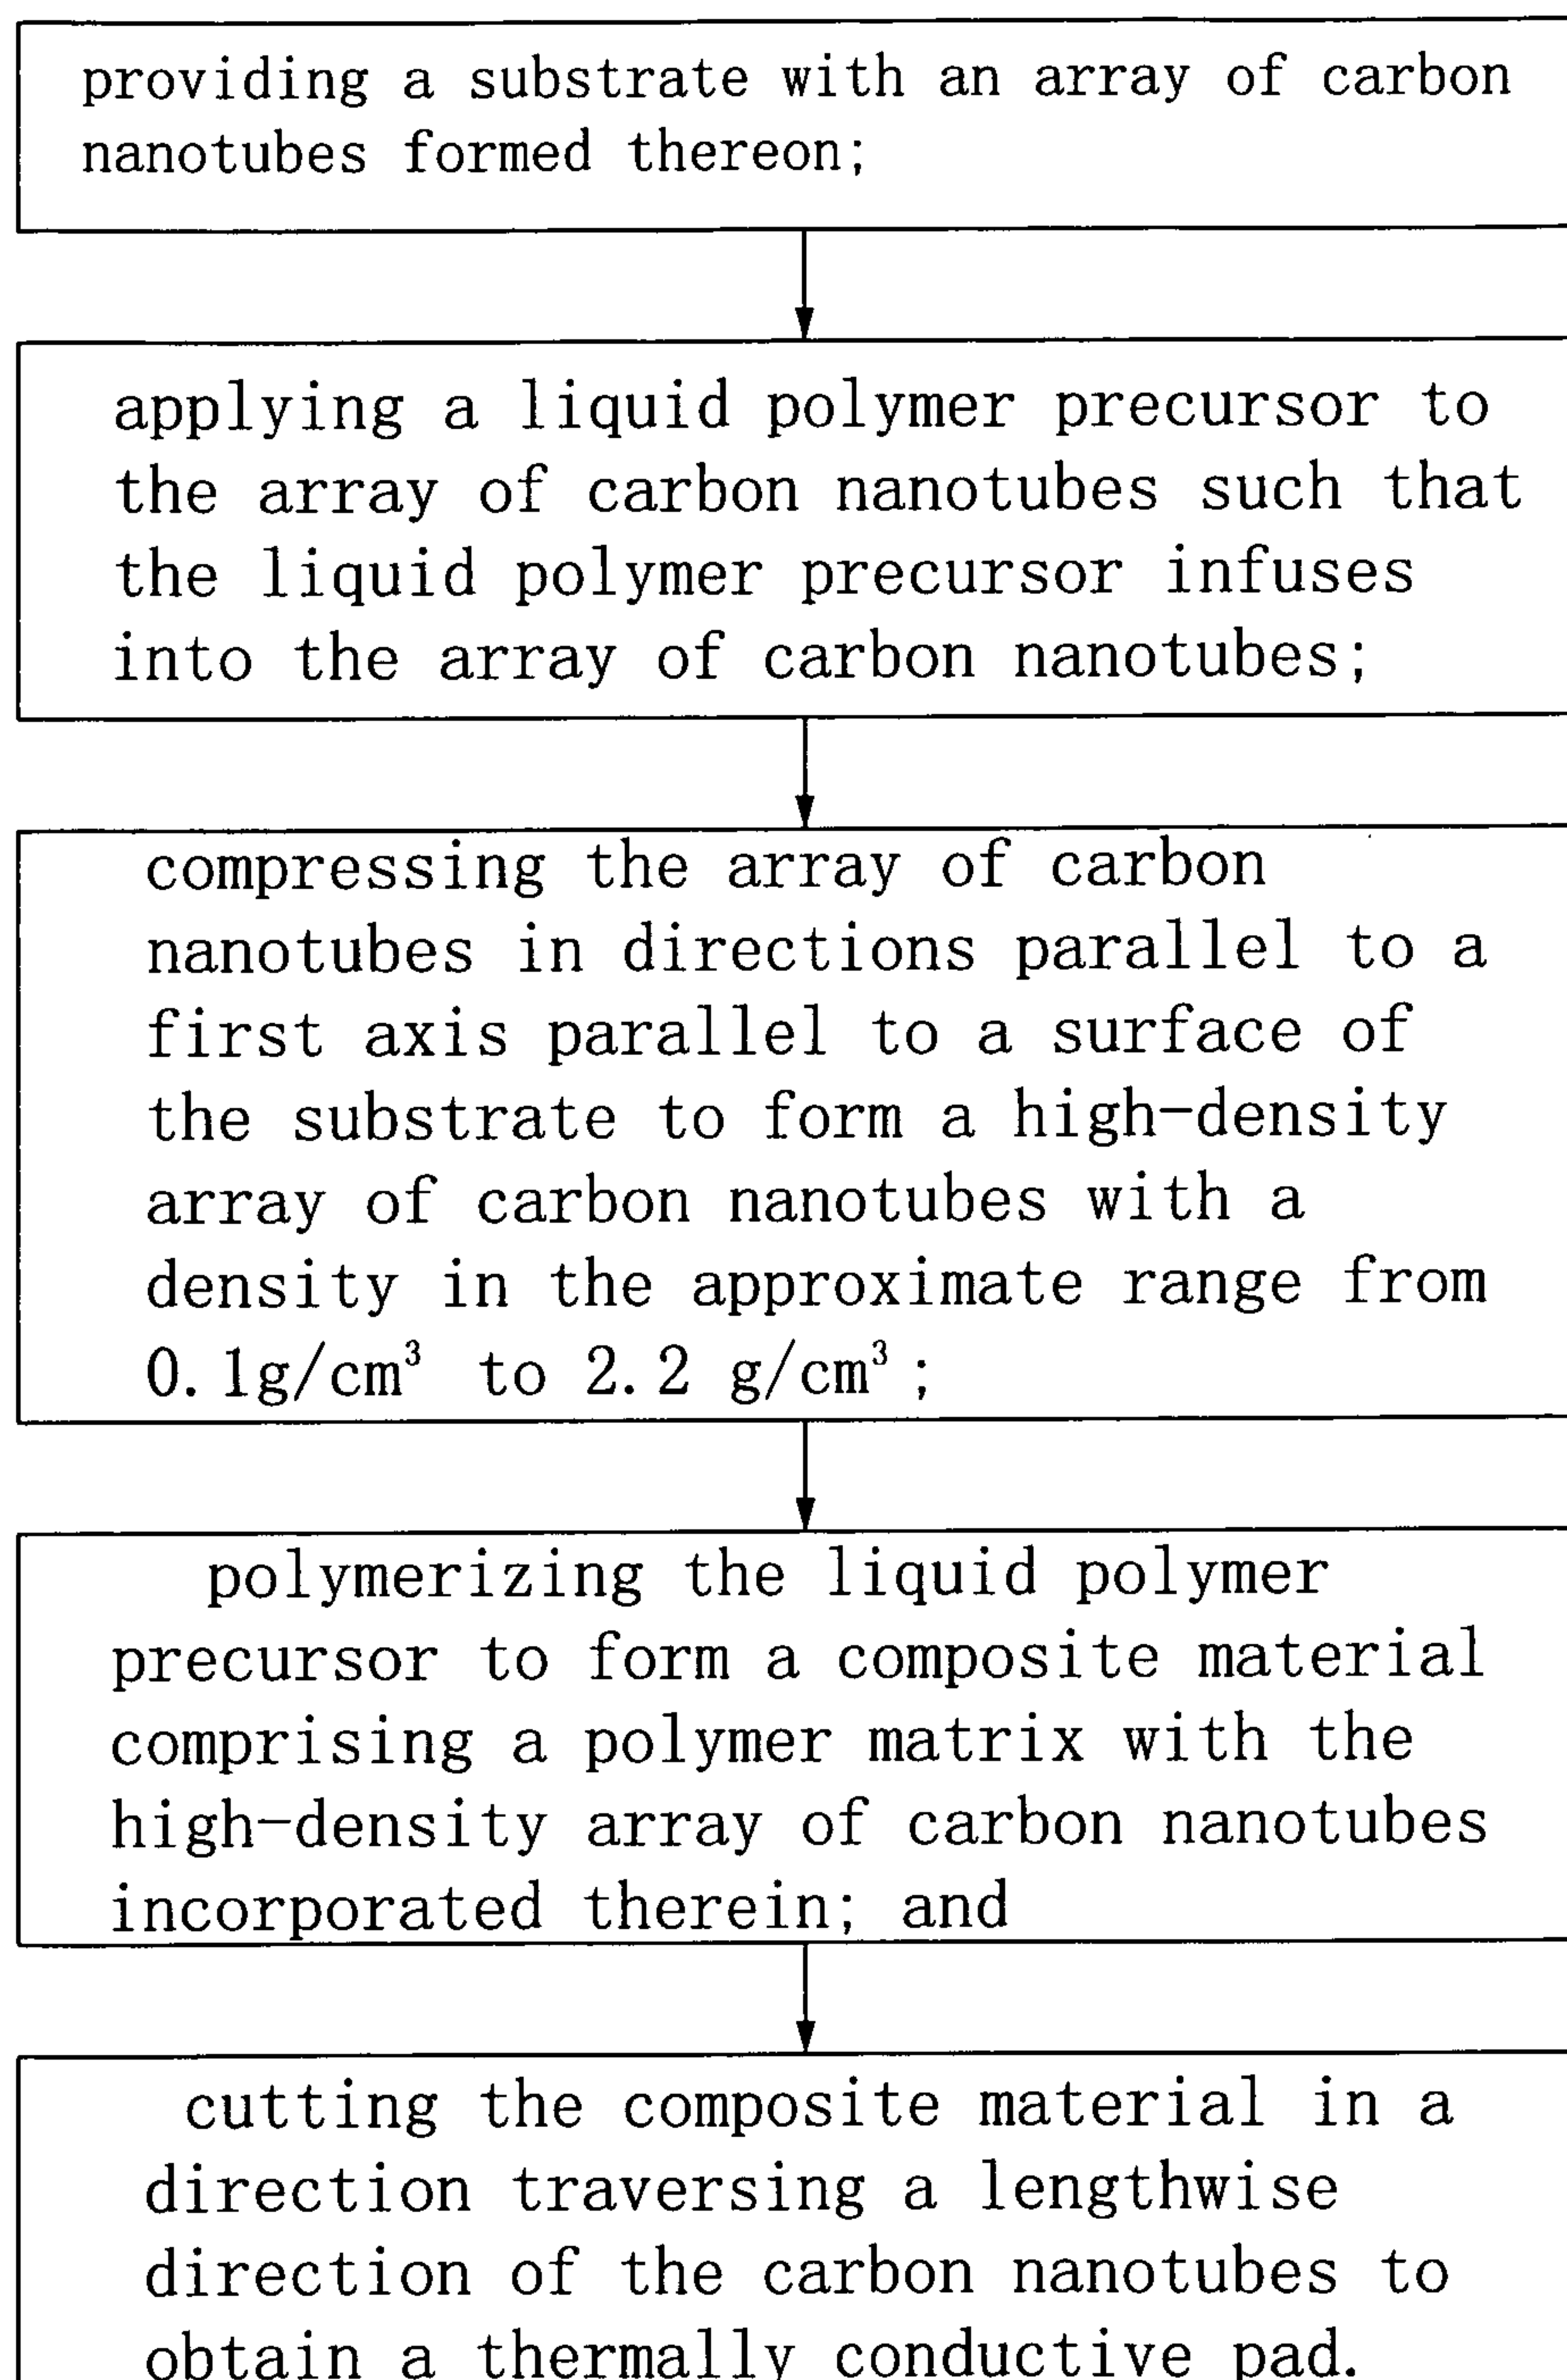 providing a substrate with an array of carbon
nanotubes formed thereon;
applying a liquid polymer precursor to
the array of carbon nanotubes such that
the liquid polymer precursor infuses
into the array of carbon nanotubes;
compressing the array of carbon
nanotubes in directions parallel to a
first axis parallel to a surface of
the substrate to form a high-density
array of carbon nanotubes with a
density in the approximate range from
0.1g/cm³ to 2.2 g/cm³;
polymerizing the liquid polymer
precursor to form a composite material
comprising a polymer matrix with the
high-density array of carbon nanotubes
incorporated therein; and
cutting the composite material in a
direction traversing a lengthwise
direction of the carbon nanotubes to
obtain a thermally conductive pad.